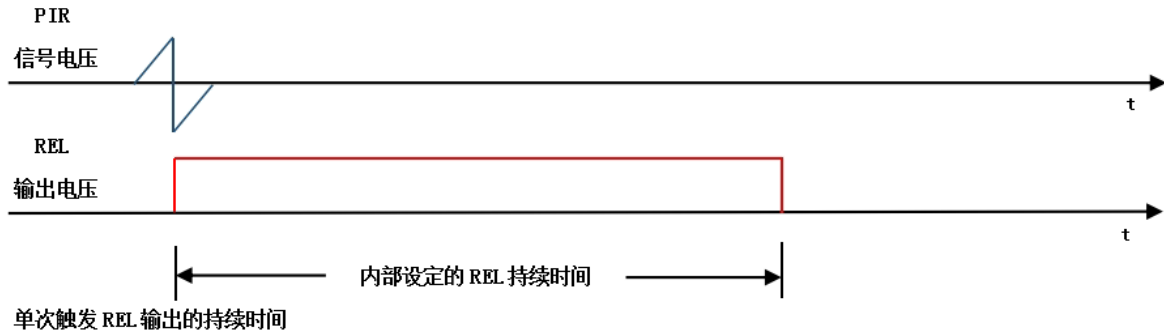 PIR
信号电压
t
REL
输出电压
t
内部设定的 REL 持续时间
单次触发 REL 输出的持续时间